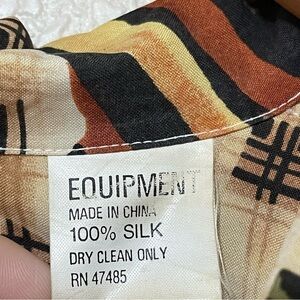 EQUIPMENT
MADE IN CHINA
100% SILK
DRY CLEAN ONLY
RN 47485